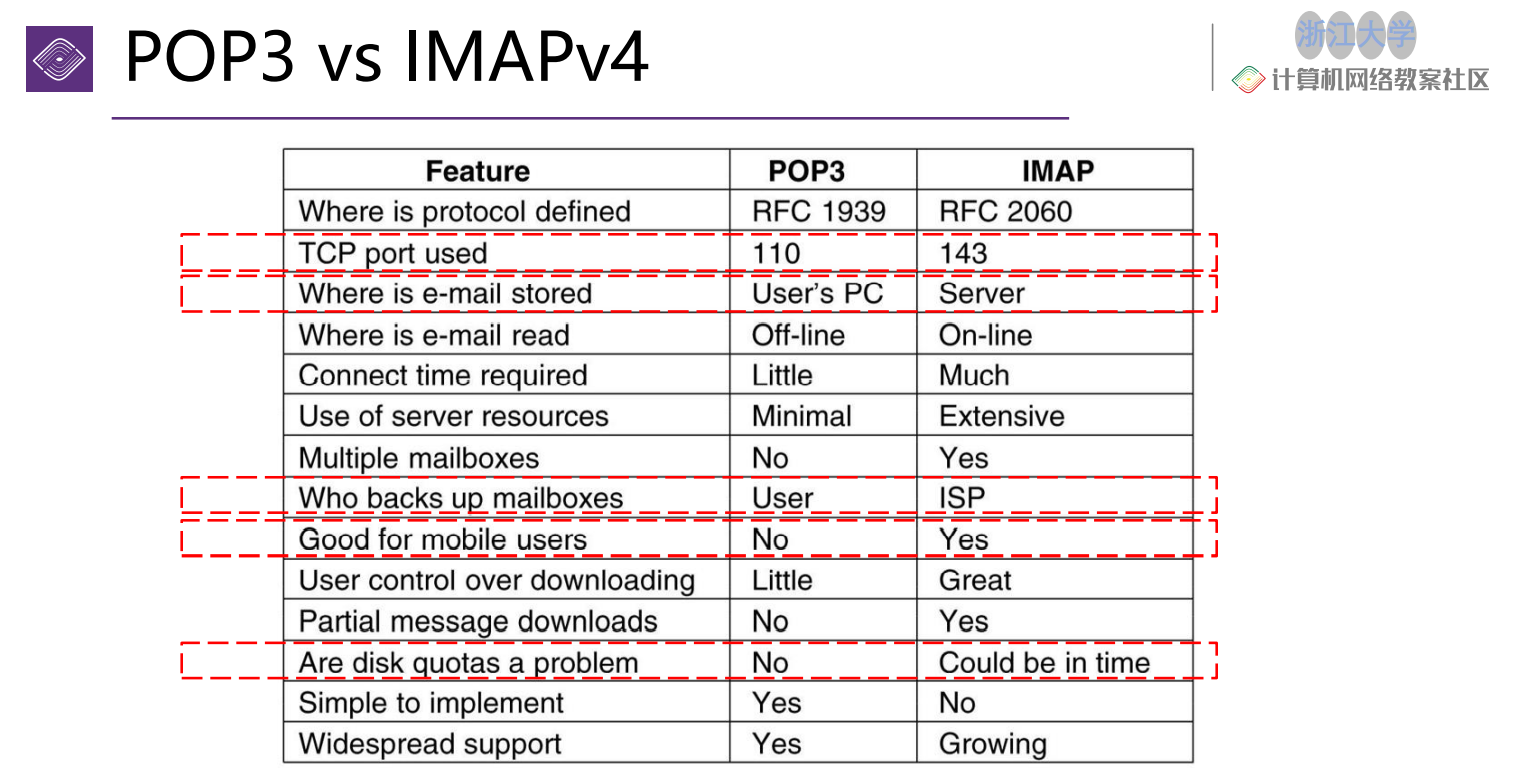 POP3 vs IMAPv4
浙江大学
计算机网络教案社区
Feature POP3 IMAP
Where is protocol defined RFC 1939 RFC 2060
TCP port used 110 143
Where is e-mail stored User's PC Server
Where is e-mail read Off-line On-line
Connect time required Little Much
Use of server resources Minimal Extensive
Multiple mailboxes No Yes
Who backs up mailboxes User ISP
Good for mobile users No Yes
User control over downloading Little Great
Partial message downloads No Yes
Are disk quotas a problem No Could be in time
Simple to implement Yes No
Widespread support Yes Growing